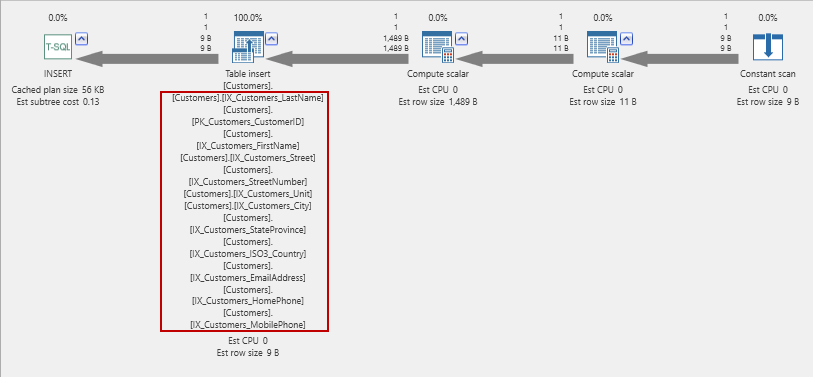 0.0%
100.0%
0.0%
0.0%
0.0%
1
1
9 B
9 B
1
1
1,489 B
1,489 B
1
1
11 B
11 B
1
1
9 B
9 B
T-SQL
INSERT
Cached plan size 56 KB
Est subtree cost 0.13
Table insert
[Customers].
[Customers].[IX_Customers_LastName]
[Customers].
[PK_Customers_CustomerID]
[Customers].
[IX_Customers_FirstName]
[Customers].[IX_Customers_Street]
[Customers].
[IX_Customers_StreetNumber]
[Customers].[IX_Customers_Unit]
[Customers].[IX_Customers_City]
[Customers].
[IX_Customers_StateProvince]
[Customers].
[IX_Customers_ISO3_Country]
[Customers].
[IX_Customers_EmailAddress]
[Customers].
[IX_Customers_HomePhone]
[Customers].
[IX_Customers_MobilePhone]
Est CPU 0
Est row size 9 B
Compute scalar
Est CPU 0
Est row size 1,489 B
Compute scalar
Est CPU 0
Est row size 11 B
Constant scan
Est CPU 0
Est row size 9 B